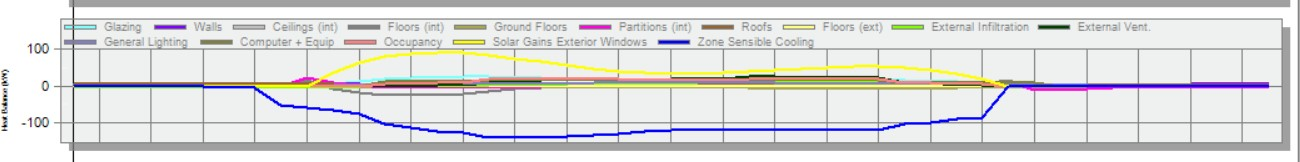 Glazing Walls Ceilings (int) Floors (int) Ground Floors Partitions (int) Roofs Floors (ext) External Infiltration External Vent.
General Lighting Computer + Equip Occupancy Solar Gains Exterior Windows Zone Sensible Cooling
100
0
-100
Heat Balance (kW)